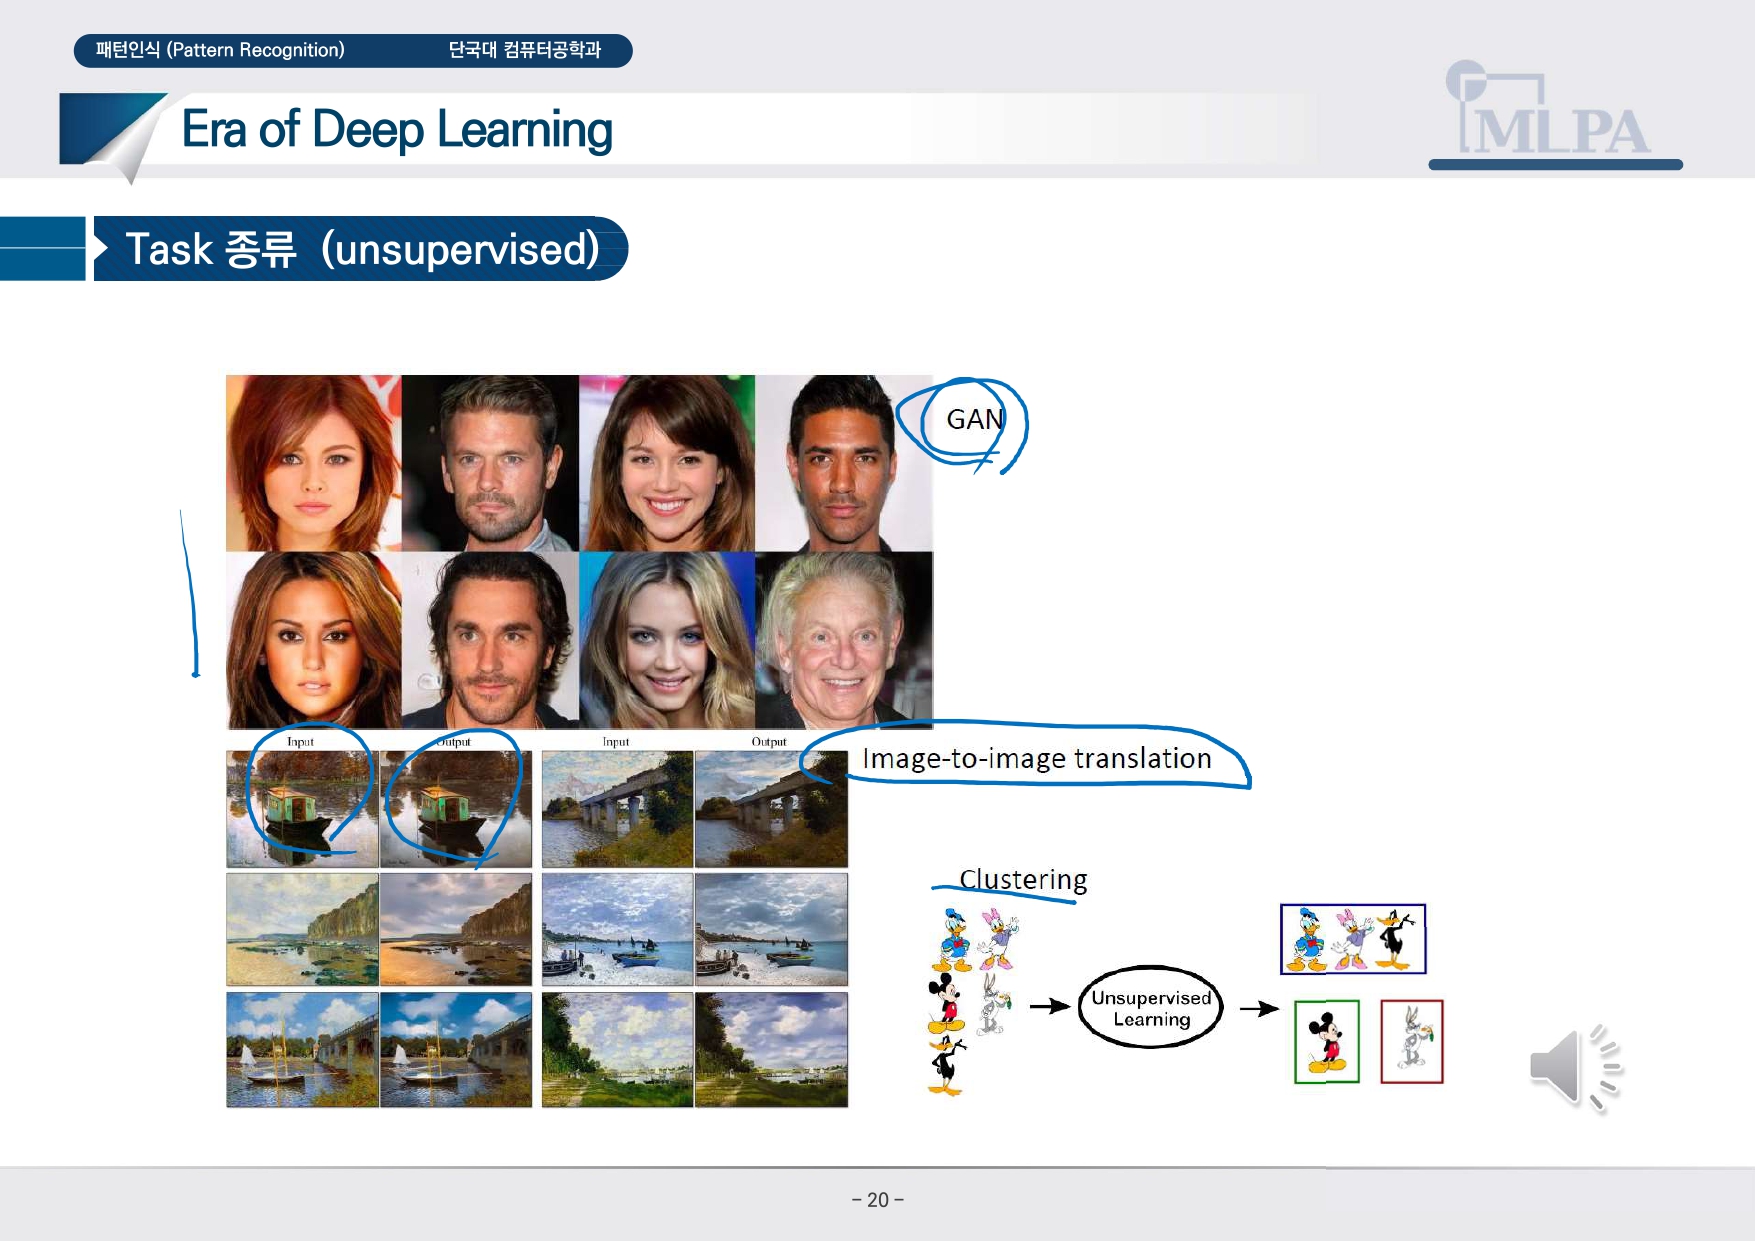 패턴인식 (Pattern Recognition) 단국대 컴퓨터공학과
MLPA
Era of Deep Learning
Task 종류 (unsupervised)
GAN
Input Output Input Output
Image-to-image translation
Clustering
Unsupervised
Learning
- 20 -